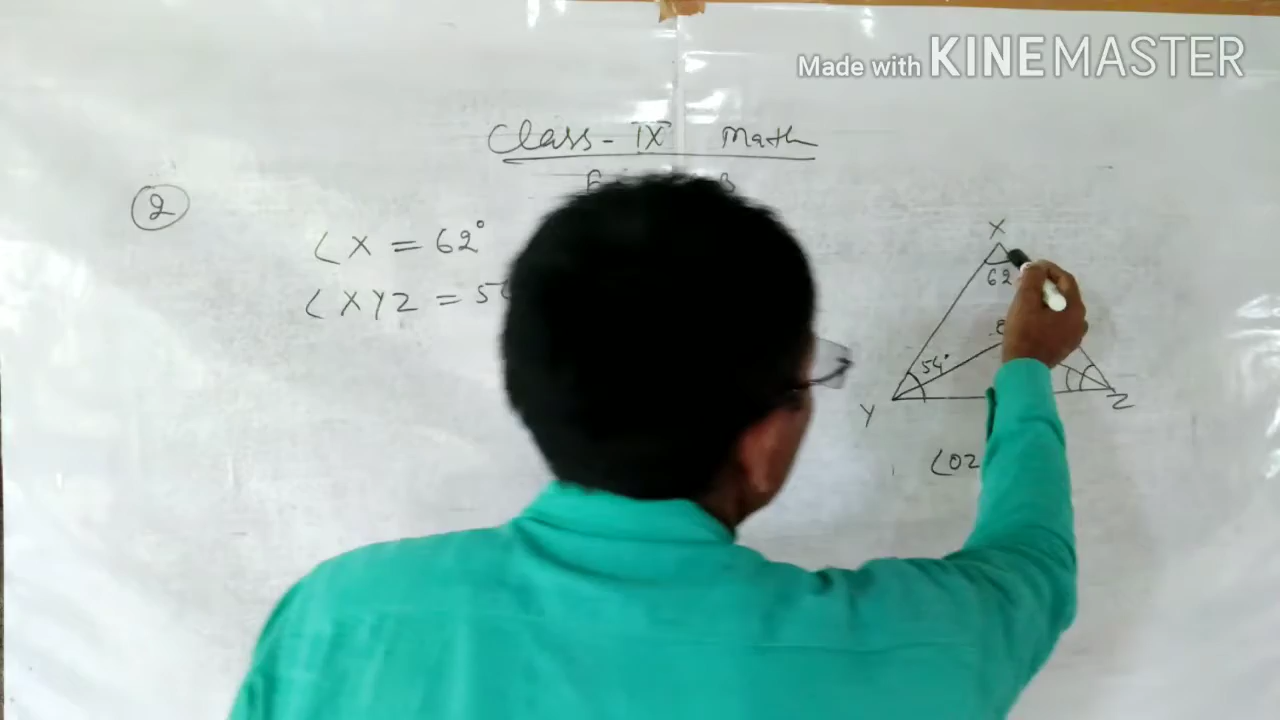 Made with KINEMASTER
Class - IX Math
2
∠X = 62°
∠XYZ = 5
X
62
54°
Y
Z
∠OZ